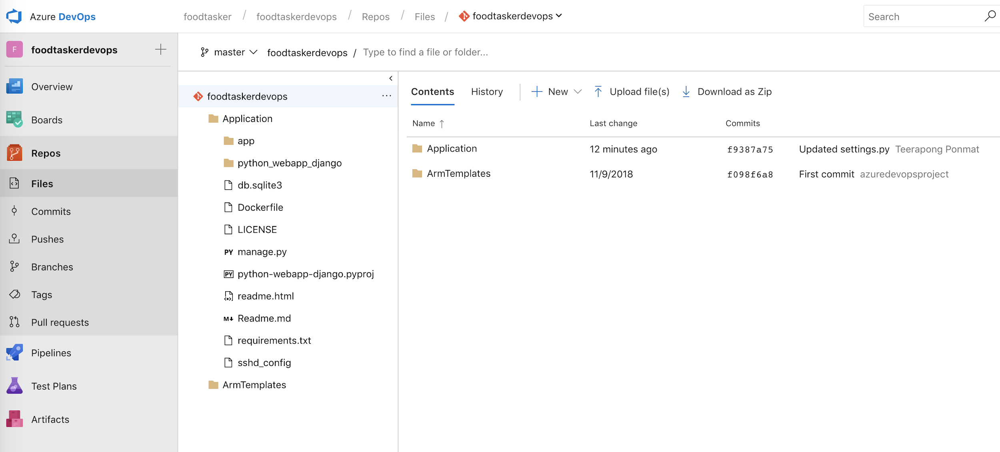 Azure DevOps foodtasker / foodtaskerdevops / Repos / Files / foodtaskerdevops Search
F foodtaskerdevops
Overview
Boards
Repos
Files
Commits
Pushes
Branches
Tags
Pull requests
Pipelines
Test Plans
Artifacts
master foodtaskerdevops / Type to find a file or folder...
foodtaskerdevops ...
Application
app
python_webapp_django
db.sqlite3
Dockerfile
LICENSE
PY manage.py
PY python-webapp-django.pyproj
readme.html
M Readme.md
requirements.txt
sshd_config
ArmTemplates
Contents History New Upload file(s) Download as Zip
Name Last change Commits
Application 12 minutes ago f9387a75 Updated settings.py Teerapong Ponmat
ArmTemplates 11/9/2018 f098f6a8 First commit azuredevopsproject